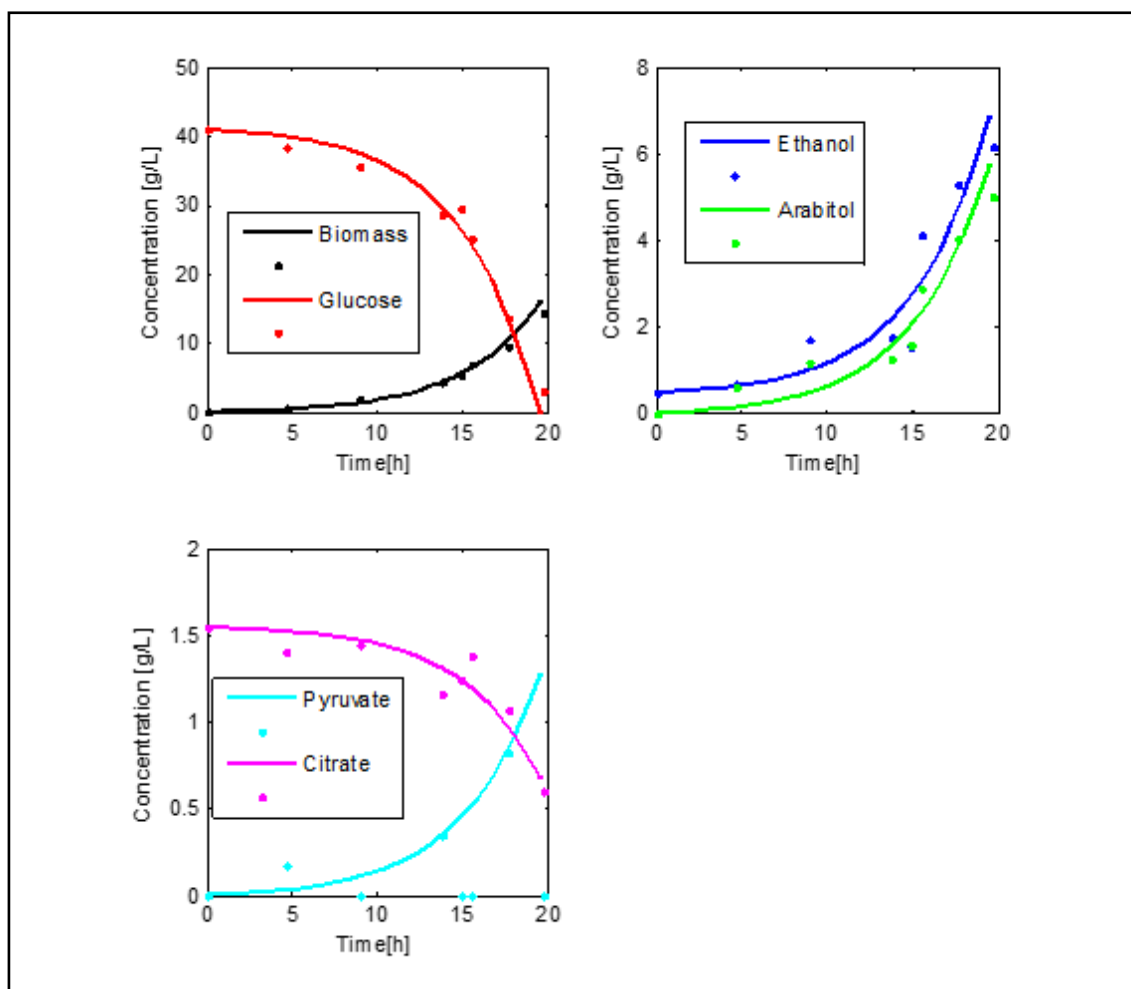 50
40
30
20
10
0
0 5 10 15 20
Concentration [g/L]
Time[h]
Biomass
Glucose
8
6
4
2
0
0 5 10 15 20
Concentration [g/L]
Time[h]
Ethanol
Arabitol
2
1.5
1
0.5
0
0 5 10 15 20
Concentration [g/L]
Time[h]
Pyruvate
Citrate